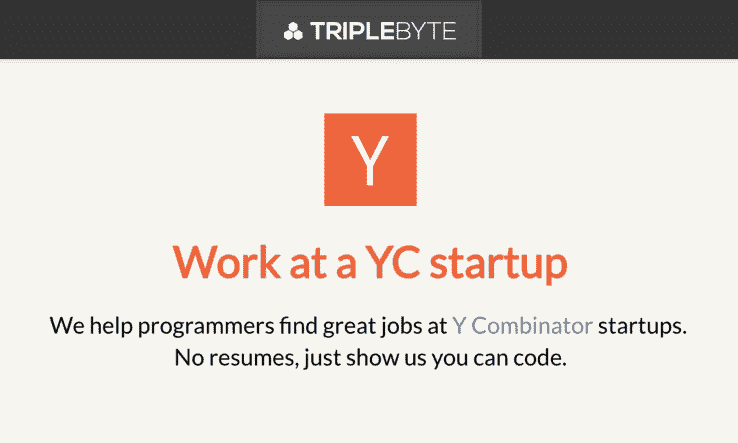 TRIPLEBYTE
Y
Work at a YC startup
We help programmers find great jobs at Y Combinator startups.
No resumes, just show us you can code.